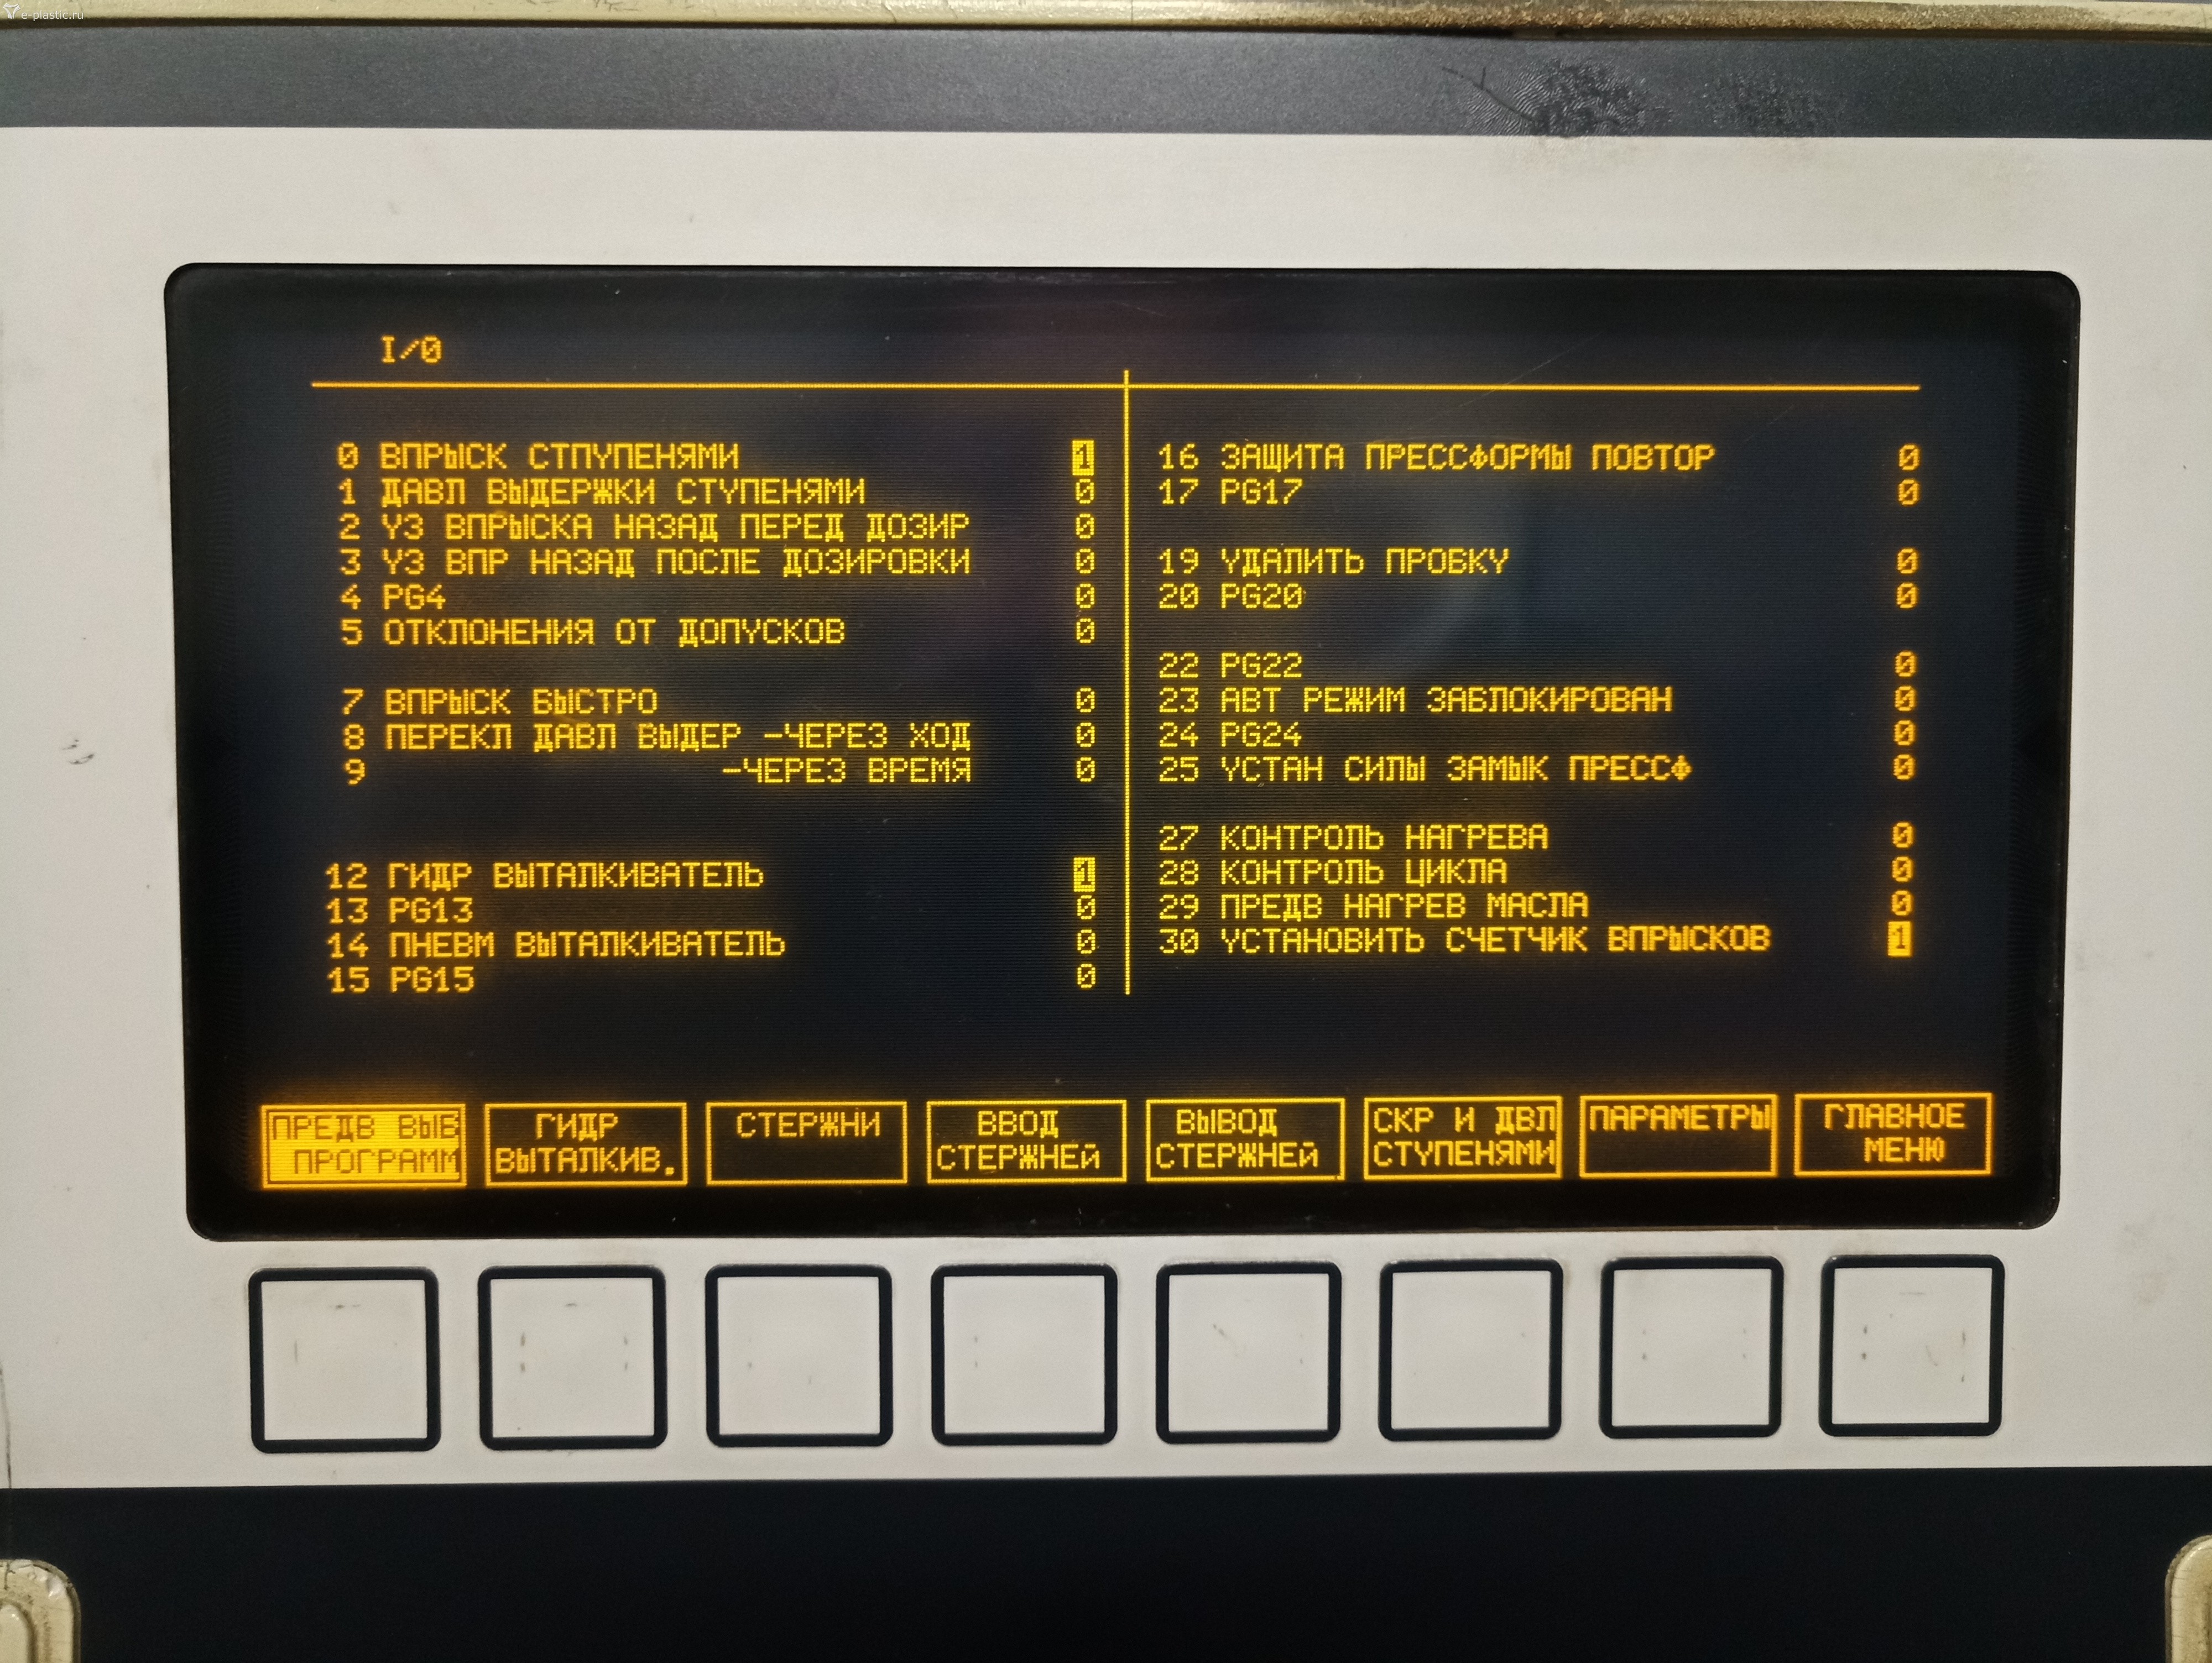 e-plastic.ru
I/0
0 ВПРЫСК СТПУПЕНЯМИ 1
1 ДАВЛ ВЫДЕРЖКИ СТУПЕНЯМИ 0
2 УЗ ВПРЫСКА НАЗАД ПЕРЕД ДОЗИР 0
3 УЗ ВПР НАЗАД ПОСЛЕ ДОЗИРОВКИ 0
4 PG4 0
5 ОТКЛОНЕНИЯ ОТ ДОПУСКОВ 0
7 ВПРЫСК БЫСТРО 0
8 ПЕРЕКЛ ДАВЛ ВЫДЕР -ЧЕРЕЗ ХОД 0
9 -ЧЕРЕЗ ВРЕМЯ 0
12 ГИДР ВЫТАЛКИВАТЕЛЬ 1
13 PG13 0
14 ПНЕВМ ВЫТАЛКИВАТЕЛЬ 0
15 PG15 0
16 ЗАЩИТА ПРЕССФОРМЫ ПОВТОР 0
17 PG17 0
19 УДАЛИТЬ ПРОБКУ 0
20 PG20 0
22 PG22 0
23 АВТ РЕЖИМ ЗАБЛОКИРОВАН 0
24 PG24 0
25 УСТАН СИЛЫ ЗАМЫК ПРЕССФ 0
27 КОНТРОЛЬ НАГРЕВА 0
28 КОНТРОЛЬ ЦИКЛА 0
29 ПРЕДВ НАГРЕВ МАСЛА 0
30 УСТАНОВИТЬ СЧЕТЧИК ВПРЫСКОВ 1
ПРЕДВ ВЫВ
ПРОГРАММ
ГИДР
ВЫТАЛКИВ.
СТЕРЖНИ
ВВОД
СТЕРЖНЕЙ
ВЫВОД
СТЕРЖНЕЙ
СКР И ДВЛ
СТУПЕНЯМИ
ПАРАМЕТРЫ
ГЛАВНОЕ
МЕНЮ